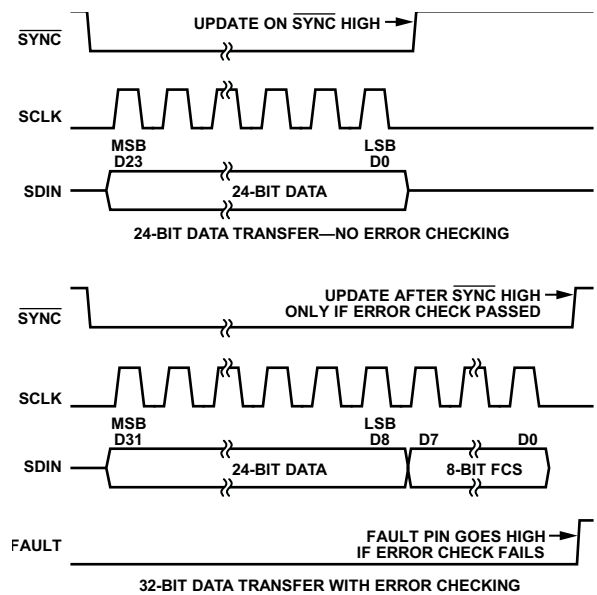 UPDATE ON SYNC HIGH
SYNC
SCLK
MSB
D23
LSB
D0
SDIN
24-BIT DATA
24-BIT DATA TRANSFER—NO ERROR CHECKING
UPDATE AFTER SYNC HIGH
ONLY IF ERROR CHECK PASSED
SYNC
SCLK
MSB
D31
LSB
D8
D7
D0
SDIN
24-BIT DATA
8-BIT FCS
FAULT PIN GOES HIGH
IF ERROR CHECK FAILS
FAULT
32-BIT DATA TRANSFER WITH ERROR CHECKING